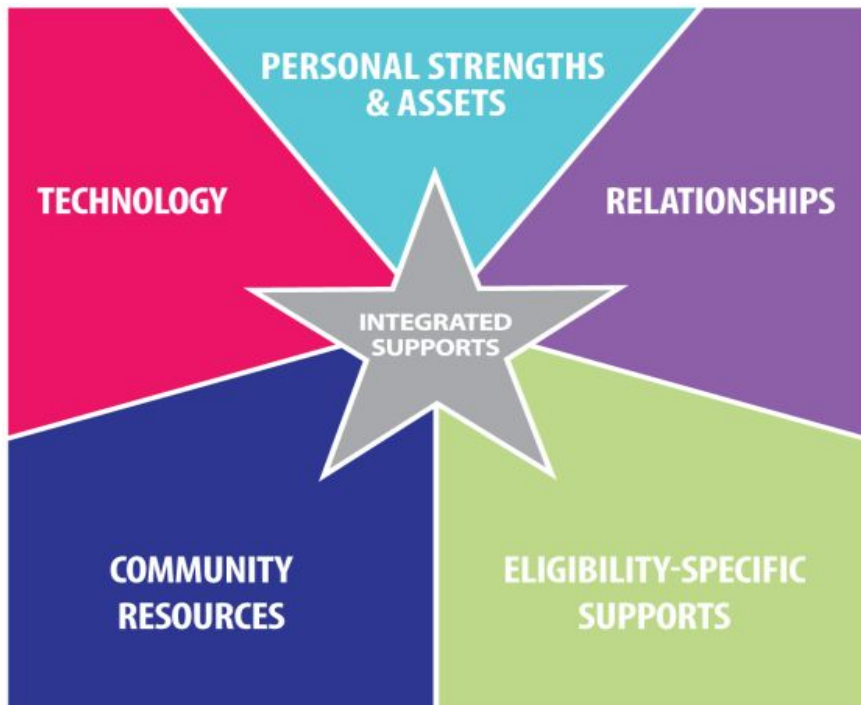 PERSONAL STRENGTHS
& ASSETS
TECHNOLOGY
RELATIONSHIPS
INTEGRATED
SUPPORTS
COMMUNITY
RESOURCES
ELIGIBILITY-SPECIFIC
SUPPORTS